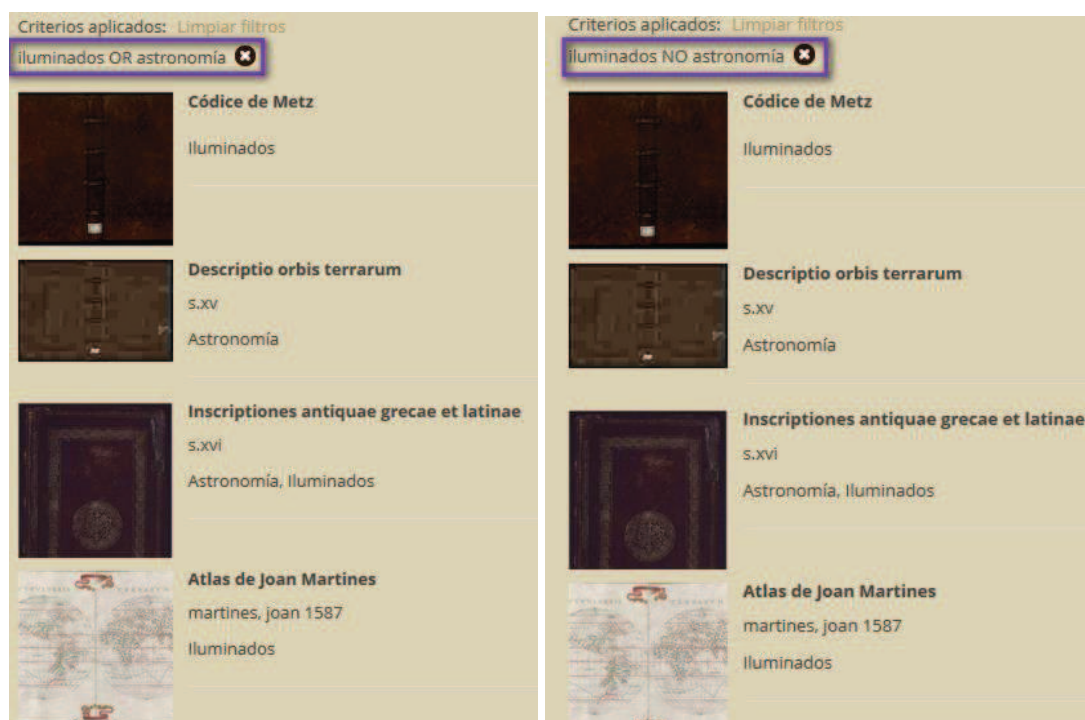 Criterios aplicados: Limpiar filtros
iluminados OR astronomía
Códice de Metz
Iluminados
Descriptio orbis terrarum
s.xv
Astronomía
Inscriptiones antiquae grecae et latinae
s.xvi
Astronomía, Iluminados
Atlas de Joan Martines
martines, joan 1587
Iluminados
Criterios aplicados: Limpiar filtros
iluminados NO astronomía
Códice de Metz
Iluminados
Descriptio orbis terrarum
s.xv
Astronomía
Inscriptiones antiquae grecae et latinae
s.xvi
Astronomía, Iluminados
Atlas de Joan Martines
martines, joan 1587
Iluminados